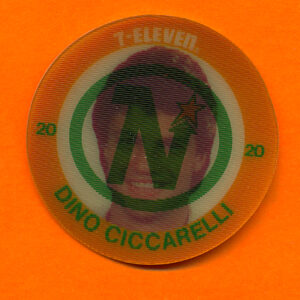 7-ELEVEN.
N
20 20
DINO CICCARELLI